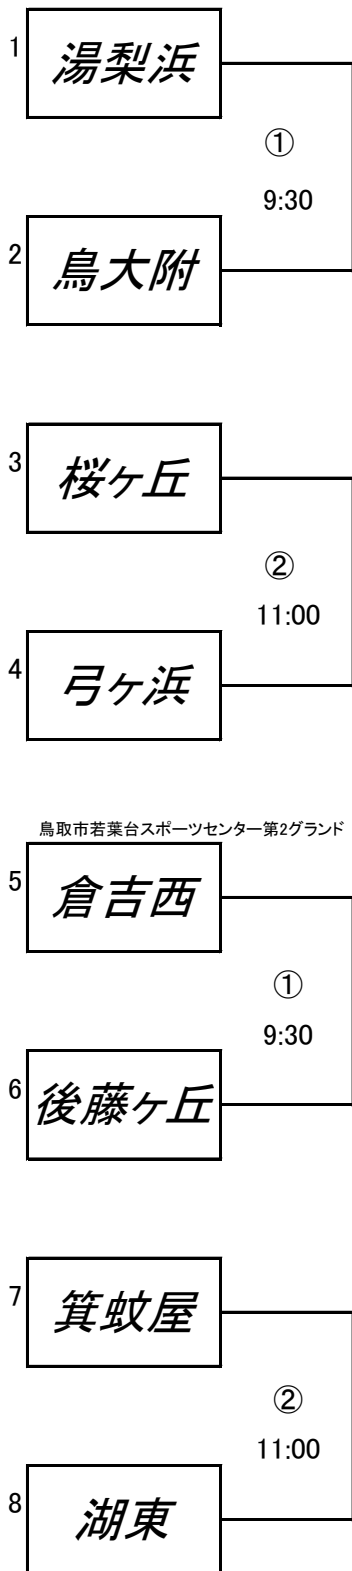 1
湯梨浜
①
9:30
2
鳥大附
3
桜ヶ丘
②
11:00
4
弓ヶ浜
鳥取市若葉台スポーツセンター第2グランド
5
倉吉西
①
9:30
6
後藤ヶ丘
7
箕蚊屋
②
11:00
8
湖東